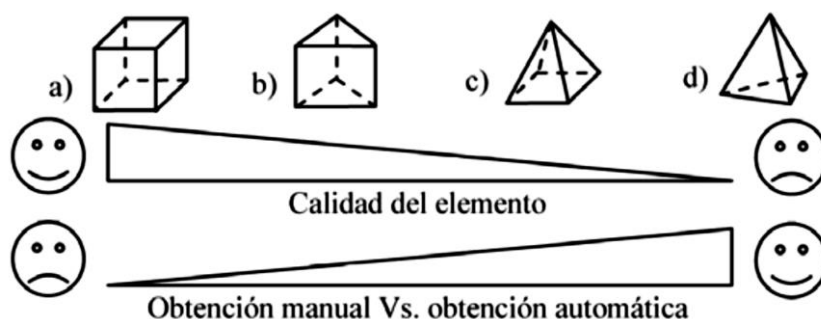 a)
b)
c)
d)
Calidad del elemento
Obtención manual Vs. obtención automática